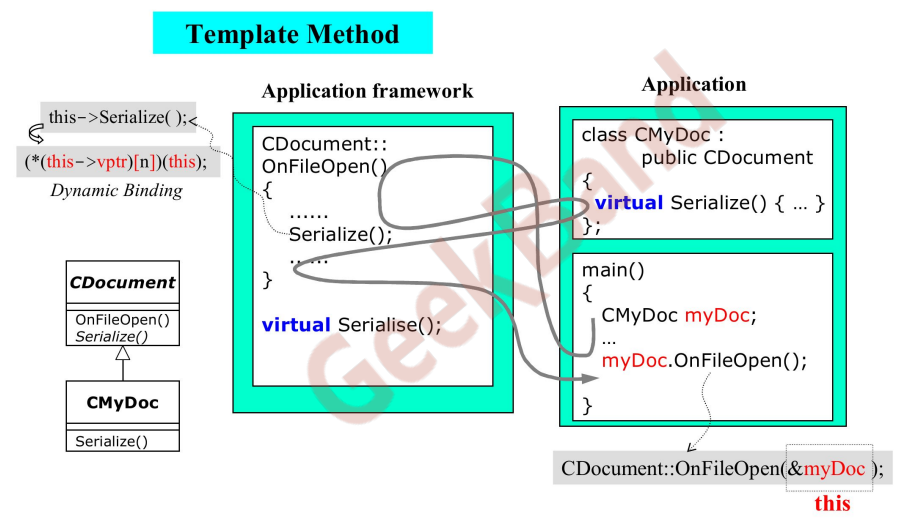 Template Method
Application framework
Application
this->Serialize( );
(*(this->vptr)[n])(this);
Dynamic Binding
CDocument::
OnFileOpen()
{
......
Serialize();
... ...
}
virtual Serialise();
class CMyDoc :
public CDocument
{
virtual Serialize() { ... }
};
main()
{
CMyDoc myDoc;
...
myDoc.OnFileOpen();
}
CDocument
OnFileOpen()
Serialize()
CMyDoc
Serialize()
CDocument::OnFileOpen(&myDoc );
this
GeekBand